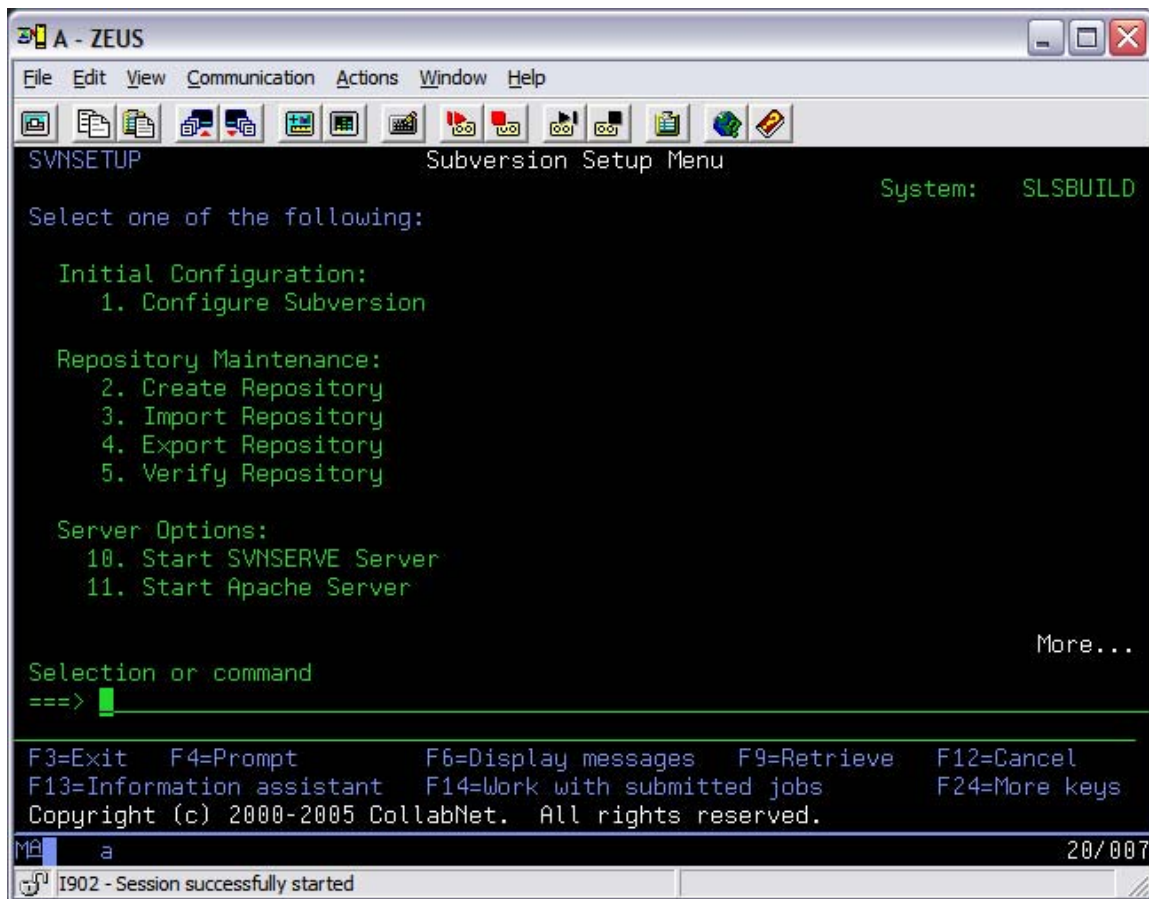 A - ZEUS
File Edit View Communication Actions Window Help
SVNSETUP Subversion Setup Menu
System: SLSBUILD
Select one of the following:
Initial Configuration:
1. Configure Subversion
Repository Maintenance:
2. Create Repository
3. Import Repository
4. Export Repository
5. Verify Repository
Server Options:
10. Start SVNSERVE Server
11. Start Apache Server
More...
Selection or command
===>
F3=Exit F4=Prompt F6=Display messages F9=Retrieve F12=Cancel
F13=Information assistant F14=Work with submitted jobs F24=More keys
Copyright (c) 2000-2005 CollabNet. All rights reserved.
MA a 20/007
I902 - Session successfully started